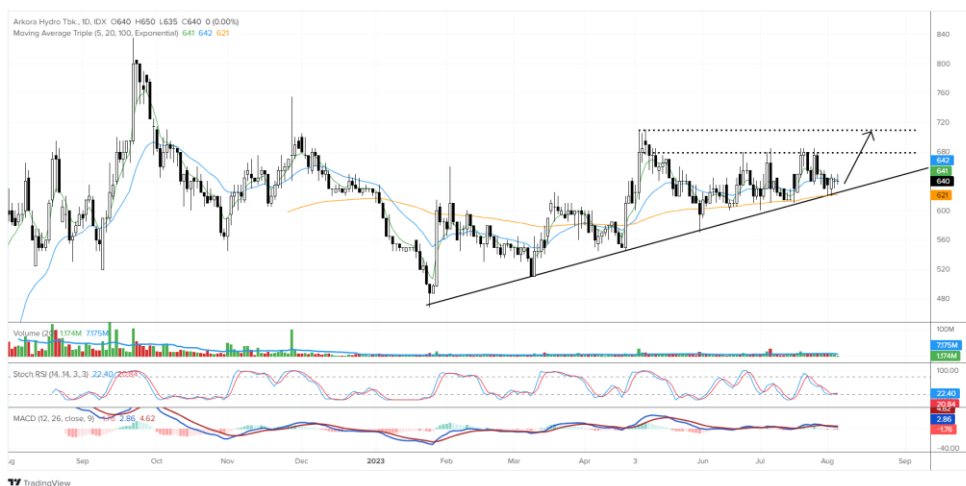 Arkora Hydro Tbk., 1D, IDX O640 H650 L635 C640 0 (0.00%)
Moving Average Triple (5, 20, 100, Exponential) 641 642 621
840
800
760
720
680
642
641
640
621
600
560
520
480
Volume (20) 1.174M 7.175M
100M
7.175M
1.174M
Stoch RSI (14, 14, 3, 3) 22.40 20.84
100.00
22.40
20.84
MACD (12, 26, close, 9) -1.76 2.86 4.62
4.62
2.86
-1.76
-40.00
Sep Oct Nov Dec 2023 Feb Mar Apr 3 Jun Jul Aug Sep
TradingView